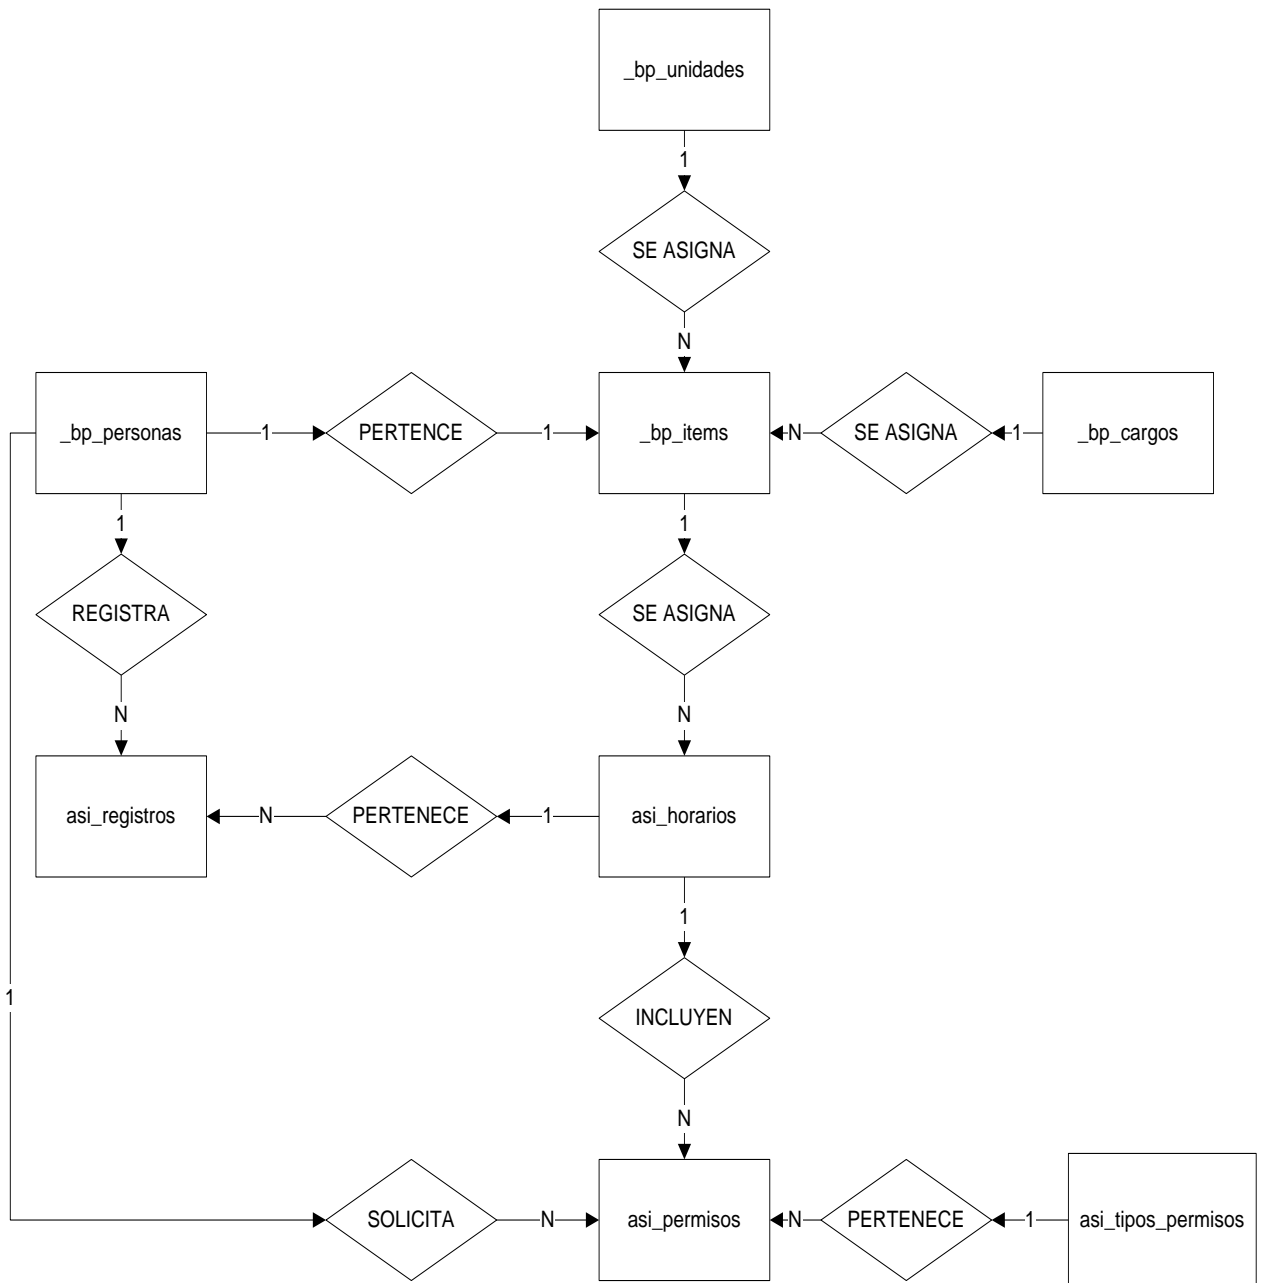 _bp_unidades
1
SE ASIGNA
N
_bp_personas
1
PERTENCE
1
_bp_items
N
SE ASIGNA
1
_bp_cargos
1
1
REGISTRA
SE ASIGNA
N
N
asi_registros
N
PERTENECE
1
asi_horarios
1
1
INCLUYEN
N
SOLICITA
N
asi_permisos
N
PERTENECE
1
asi_tipos_permisos